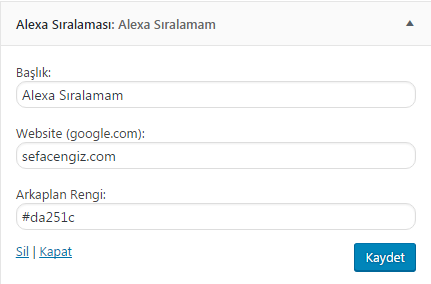 Alexa Sıralaması: Alexa Sıralamam
Başlık:
Alexa Sıralamam
Website (google.com):
sefacengiz.com
Arkaplan Rengi:
#da251c
Sil | Kapat
Kaydet